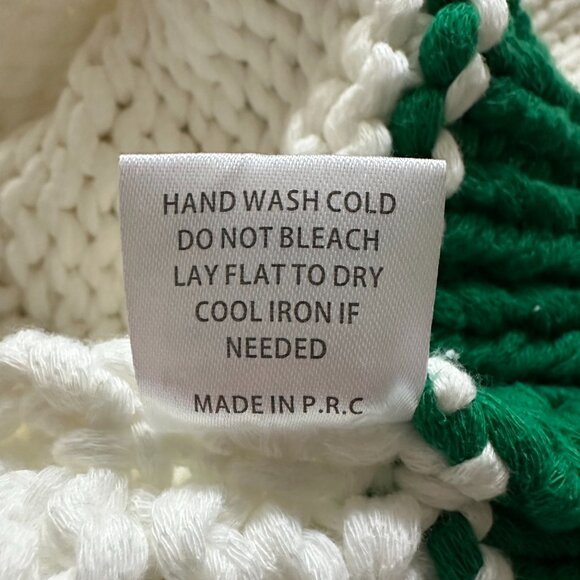 HAND WASH COLD
DO NOT BLEACH
LAY FLAT TO DRY
COOL IRON IF
NEEDED
MADE IN P.R.C